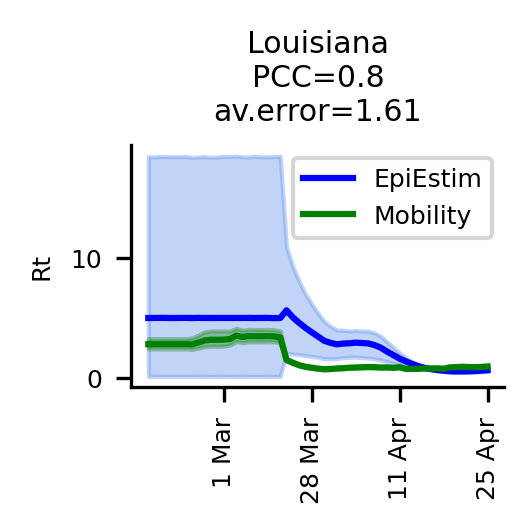 Louisiana
PCC=0.8
av.error=1.61
EpiEstim
Mobility
Rt
10
0
1 Mar
28 Mar
11 Apr
25 Apr